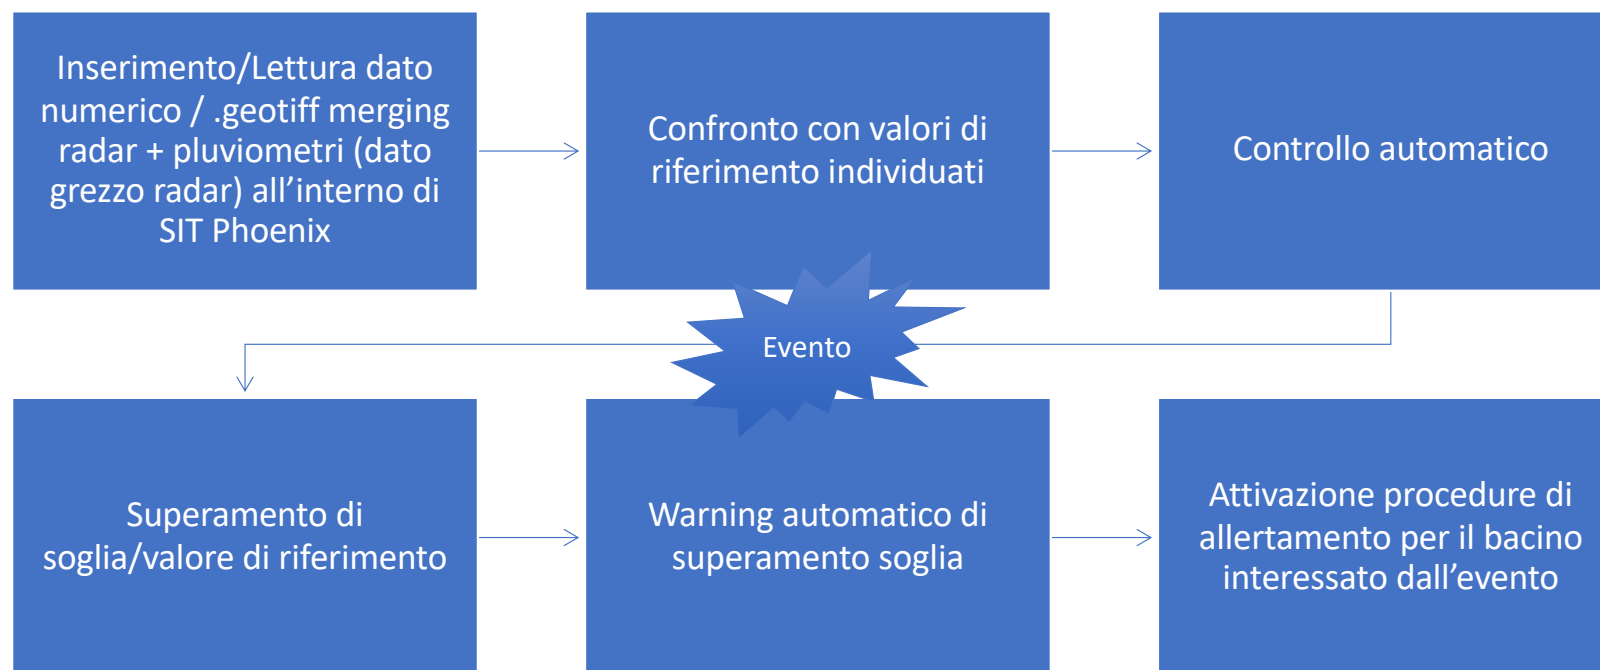 Inserimento/Lettura dato
numerico / .geotiff merging
radar + pluviometri (dato
grezzo radar) all’interno di
SIT Phoenix
Confronto con valori di
riferimento individuati
Controllo automatico
Evento
Superamento di
soglia/valore di riferimento
Warning automatico di
superamento soglia
Attivazione procedure di
allertamento per il bacino
interessato dall’evento